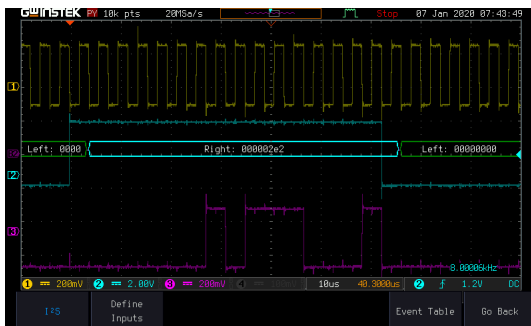 GWINSTEK PV 10k pts 20MSa/s Stop 07 Jan 2020 07:43:49
1
Left: 0000 Right: 000002e2 Left: 00000000
2
3
8.00006kHz
1 200mV 2 2.00V 3 200mV 4 10us 40.3000us 2 1.2V DC
I²S Define Inputs Event Table Go Back